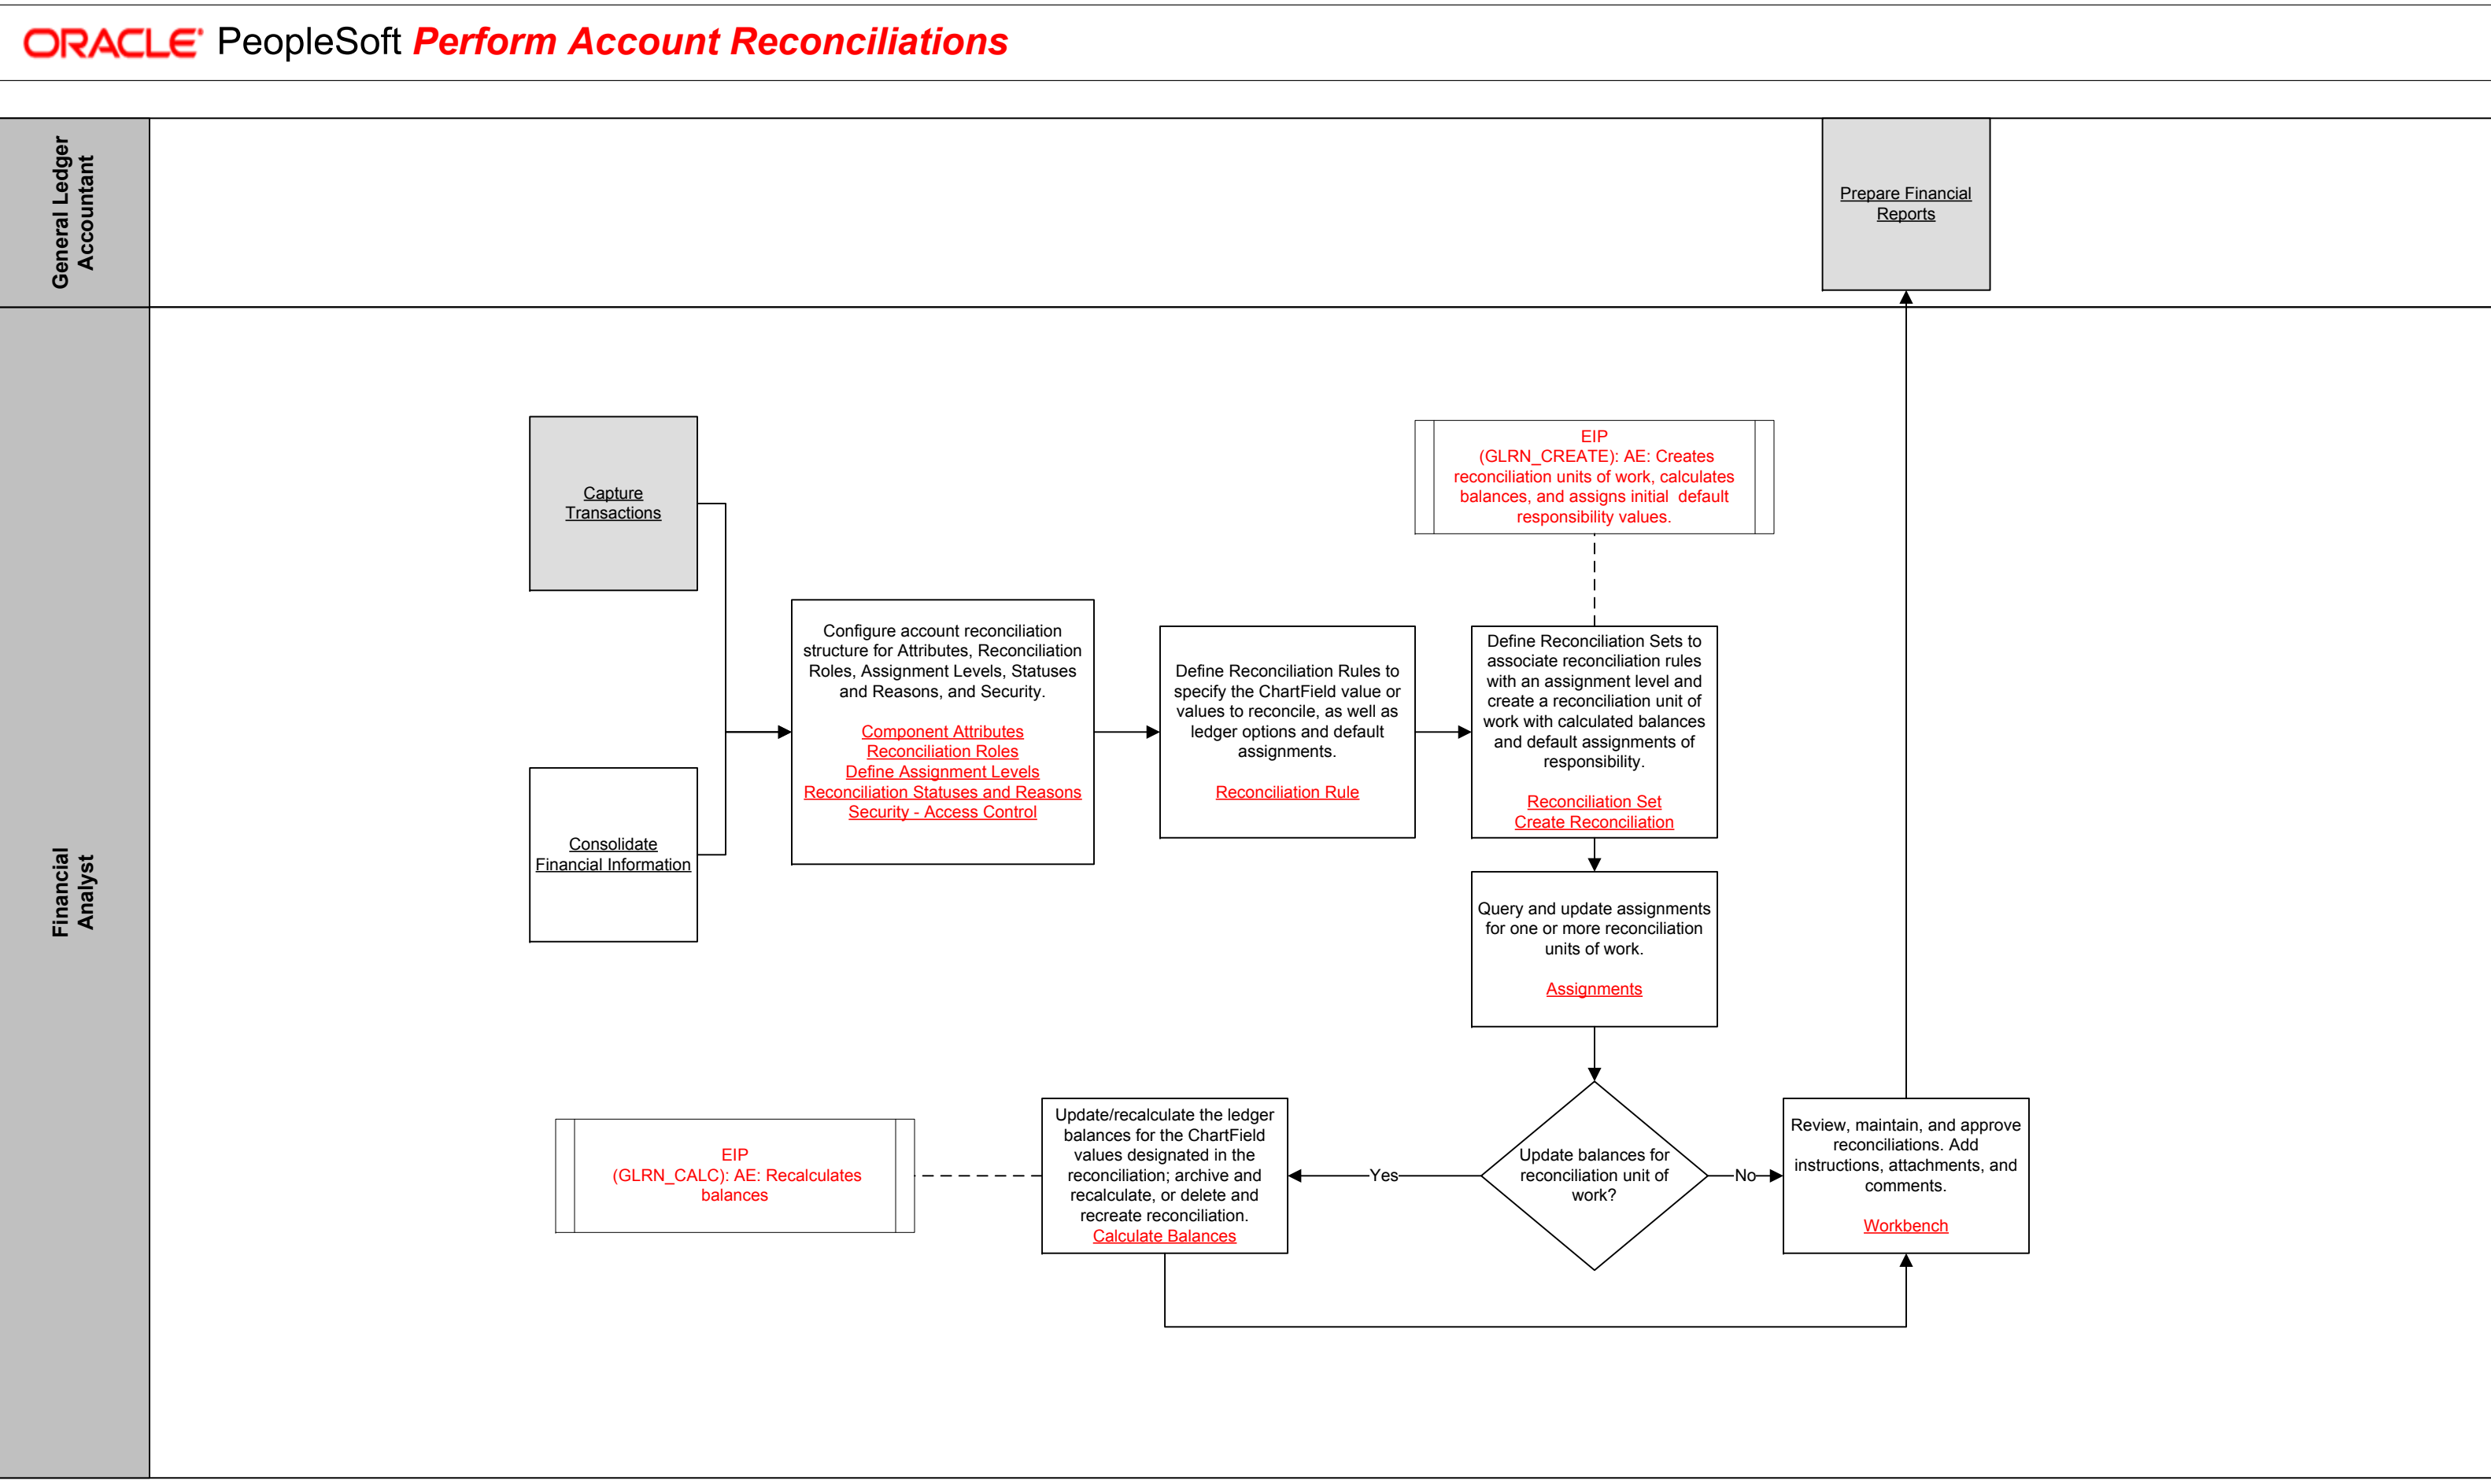 ORACLE PeopleSoft Perform Account Reconciliations
General Ledger
Accountant
Prepare Financial
Reports
Financial
Analyst
Capture
Transactions
Consolidate
Financial Information
Configure account reconciliation
structure for Attributes, Reconciliation
Roles, Assignment Levels, Statuses
and Reasons, and Security.
Component Attributes
Reconciliation Roles
Define Assignment Levels
Reconciliation Statuses and Reasons
Security - Access Control
Define Reconciliation Rules to
specify the ChartField value or
values to reconcile, as well as
ledger options and default
assignments.
Reconciliation Rule
EIP
(GLRN_CREATE): AE: Creates
reconciliation units of work, calculates
balances, and assigns initial default
responsibility values.
Define Reconciliation Sets to
associate reconciliation rules
with an assignment level and
create a reconciliation unit of
work with calculated balances
and default assignments of
responsibility.
Reconciliation Set
Create Reconciliation
Query and update assignments
for one or more reconciliation
units of work.
Assignments
Update balances for
reconciliation unit of
work?
Yes
No
Update/recalculate the ledger
balances for the ChartField
values designated in the
reconciliation; archive and
recalculate, or delete and
recreate reconciliation.
Calculate Balances
EIP
(GLRN_CALC): AE: Recalculates
balances
Review, maintain, and approve
reconciliations. Add
instructions, attachments, and
comments.
Workbench